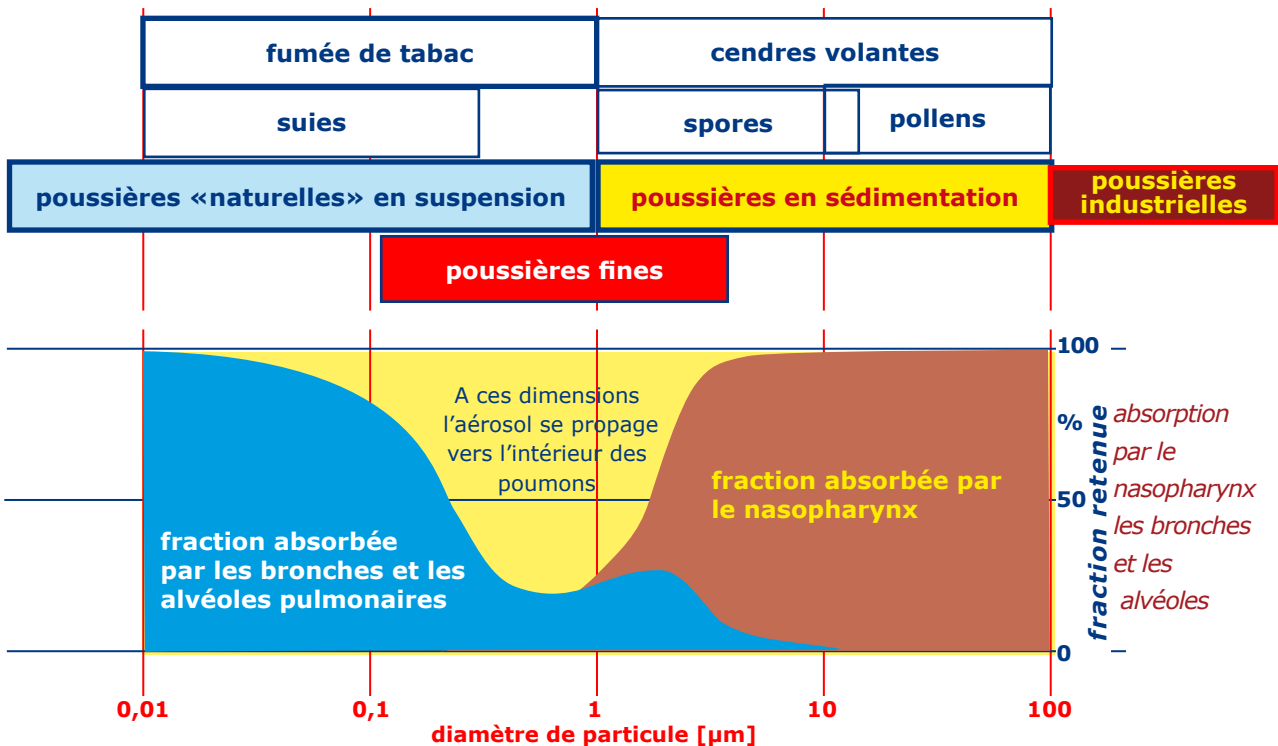 fumée de tabac
cendres volantes
suies
spores
pollens
poussières «naturelles» en suspension
poussières en sédimentation
poussières
industrielles
poussières fines
A ces dimensions
l’aérosol se propage
vers l’intérieur des
poumons
fraction absorbée par
le nasopharynx
fraction absorbée
par les bronches et les
alvéoles pulmonaires
100
%
50
0
fraction retenue
absorption
par le
nasopharynx
les bronches
et les
alvéoles
0,01
0,1
1
10
100
diamètre de particule [µm]